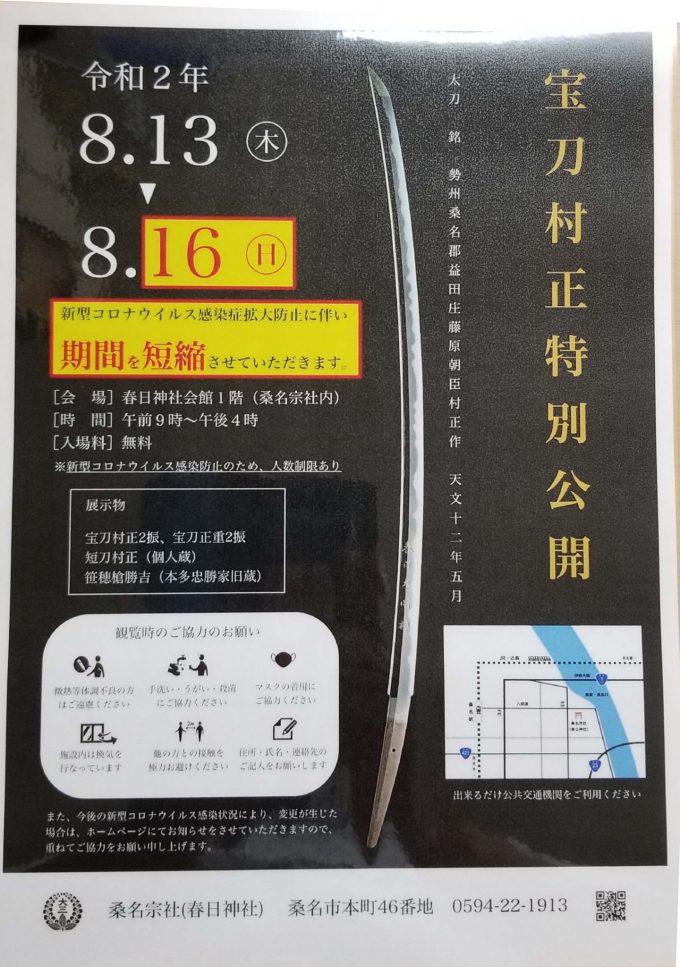 宝刀村正特別公開
太刀 銘 勢州桑名郡益田庄藤原朝臣村正作 天文十二年五月
令和2年
8.13 木
▼
8.16 日
新型コロナウイルス感染症拡大防止に伴い
期間を短縮させていただきます。
[会 場] 春日神社会館1階（桑名宗社内）
[時 間] 午前9時〜午後4時
[入場料] 無料
※新型コロナウイルス感染防止のため、人数制限あり
展示物
宝刀村正2振、宝刀正重2振
短刀村正（個人蔵）
笹穂槍勝吉（本多忠勝家旧蔵）
観覧時のご協力のお願い
微熱等体調不良の方
はご遠慮ください
手洗い・うがい・殺菌
にご協力ください
マスクの着用に
ご協力ください
施設内は換気を
行なっています
他の方との接触を
極力お避けください
住所・氏名・連絡先の
ご記入をお願いします
桑名駅
八間通
桑名宗社
(春日神社)
出来るだけ公共交通機関をご利用ください
また、今後の新型コロナウイルス感染状況により、変更が生じた
場合は、ホームページにてお知らせをさせていただきますので、
重ねてご協力をお願い申し上げます。
桑名宗社(春日神社) 桑名市本町46番地 0594-22-1913